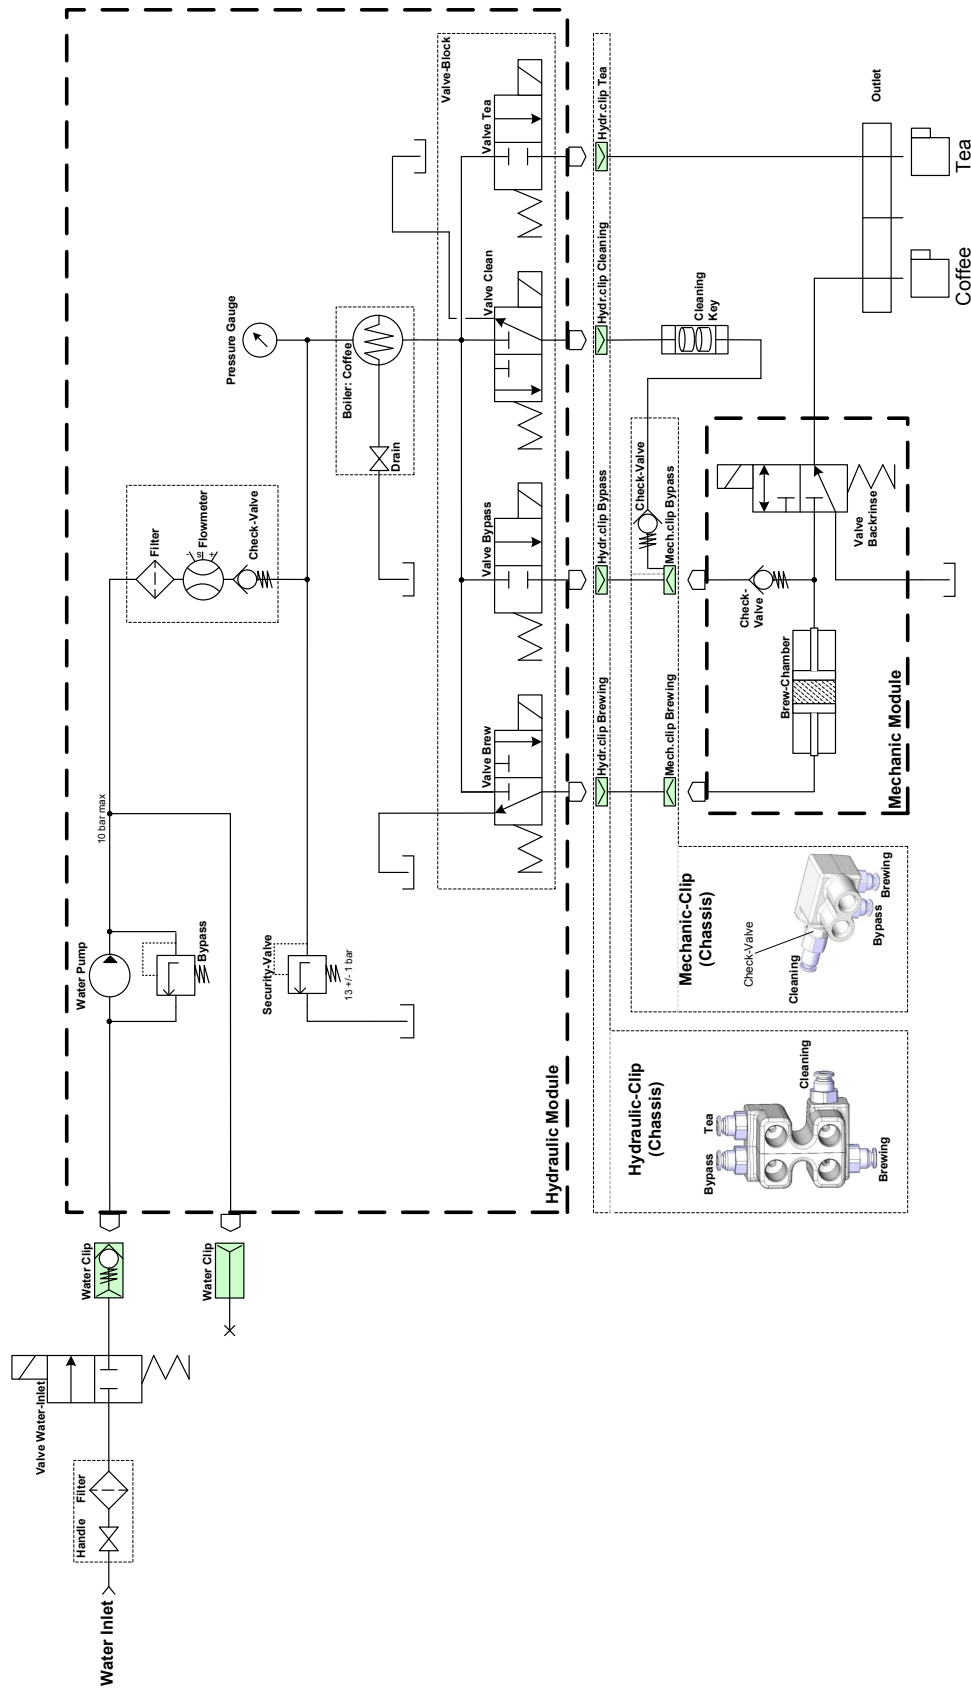 Water Inlet
Handle
Filter
Valve Water-Inlet
Water Clip
Water Clip
Hydraulic Module
Water Pump
Bypass
10 bar max
Security-Valve
13 +/- 1 bar
Filter
Flowmeter
- S +
Check-Valve
Pressure Gauge
Boiler: Coffee
Drain
Valve-Block
Valve Brew
Valve Bypass
Valve Clean
Valve Tea
Hydr.clip Brewing
Hydr.clip Bypass
Hydr.clip Cleaning
Hydr.clip Tea
Mech.clip Brewing
Mech.clip Bypass
Check-Valve
Cleaning
Key
Hydraulic-Clip
(Chassis)
Bypass
Tea
Cleaning
Brewing
Mechanic-Clip
(Chassis)
Check-Valve
Cleaning
Bypass
Brewing
Mechanic Module
Brew-Chamber
Check-
Valve
Valve
Backrinse
Outlet
Coffee
Tea